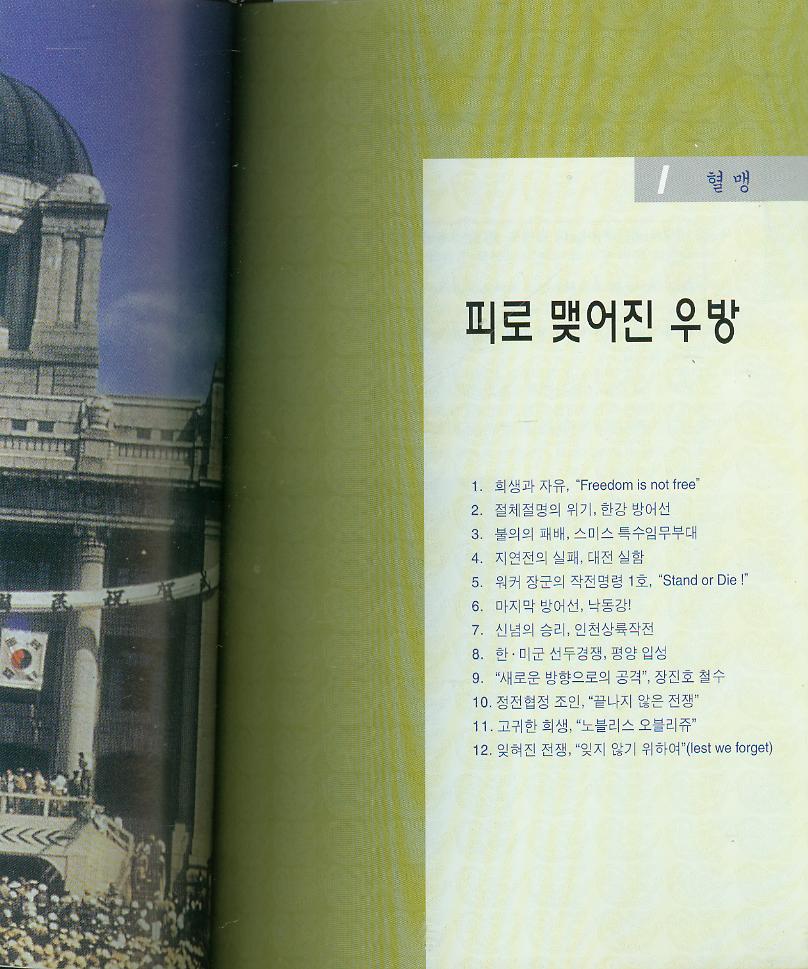 1 혈맹
피로 맺어진 우방
1. 희생과 자유, “Freedom is not free”
2. 절체절명의 위기, 한강 방어선
3. 불의의 패배, 스미스 특수임무부대
4. 지연전의 실패, 대전 실함
5. 워커 장군의 작전명령 1호, “Stand or Die !”
6. 마지막 방어선, 낙동강!
7. 신념의 승리, 인천상륙작전
8. 한·미군 선두경쟁, 평양 입성
9. “새로운 방향으로의 공격”, 장진호 철수
10. 정전협정 조인, “끝나지 않은 전쟁”
11. 고귀한 희생, “노블리스 오블리쥬”
12. 잊혀진 전쟁, “잊지 않기 위하여”(lest we forget)